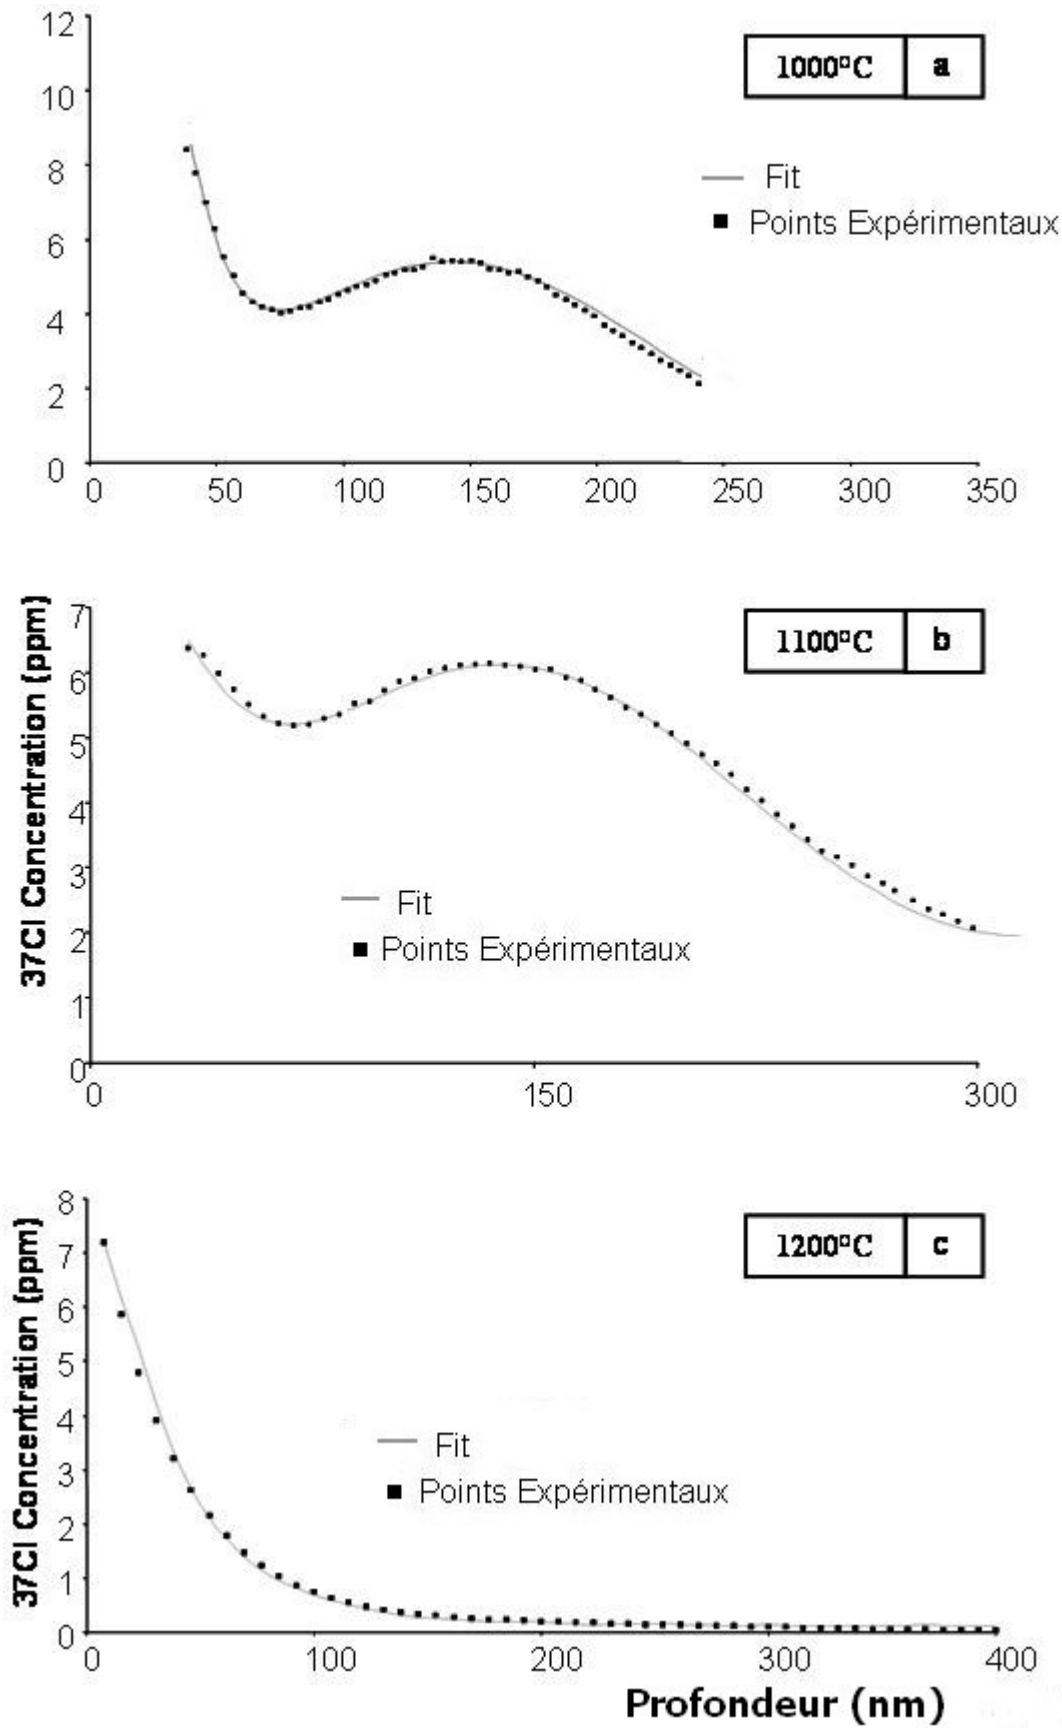 12
1000°C a
10
8
Fit
Points Expérimentaux
6
4
2
0
0 50 100 150 200 250 300 350
37Cl Concentration (ppm)
7
1100°C b
6
5
4
3
Fit
Points Expérimentaux
2
1
0
0 150 300
37Cl Concentration (ppm)
8
1200°C c
7
6
5
4
Fit
3
Points Expérimentaux
2
1
0
0 100 200 300 400
Profondeur (nm)